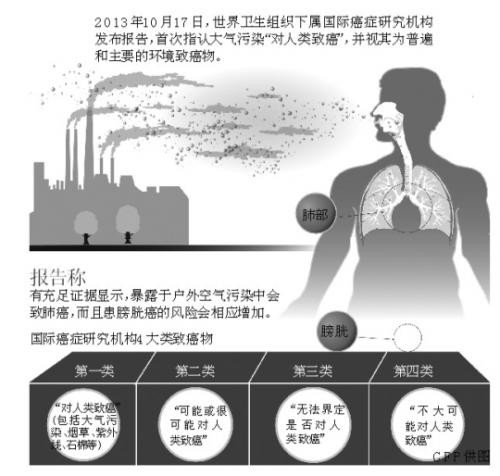 2013年10月17日，世界卫生组织下属国际癌症研究机构
发布报告，首次指认大气污染“对人类致癌”，并视其为普遍
和主要的环境致癌物。
肺部
报告称
有充足证据显示，暴露于户外空气污染中会
致肺癌，而且患膀胱癌的风险会相应增加。
膀胱
国际癌症研究机构4大类致癌物
第一类
第二类
第三类
第四类
“对人类致癌”
（包括大气污
染、烟草、紫外
线、石棉等）
“可能或很
可能对人
类致癌”
“无法界定
是否对人
类致癌”
“不大可
能对人类
致癌”
CFP供图